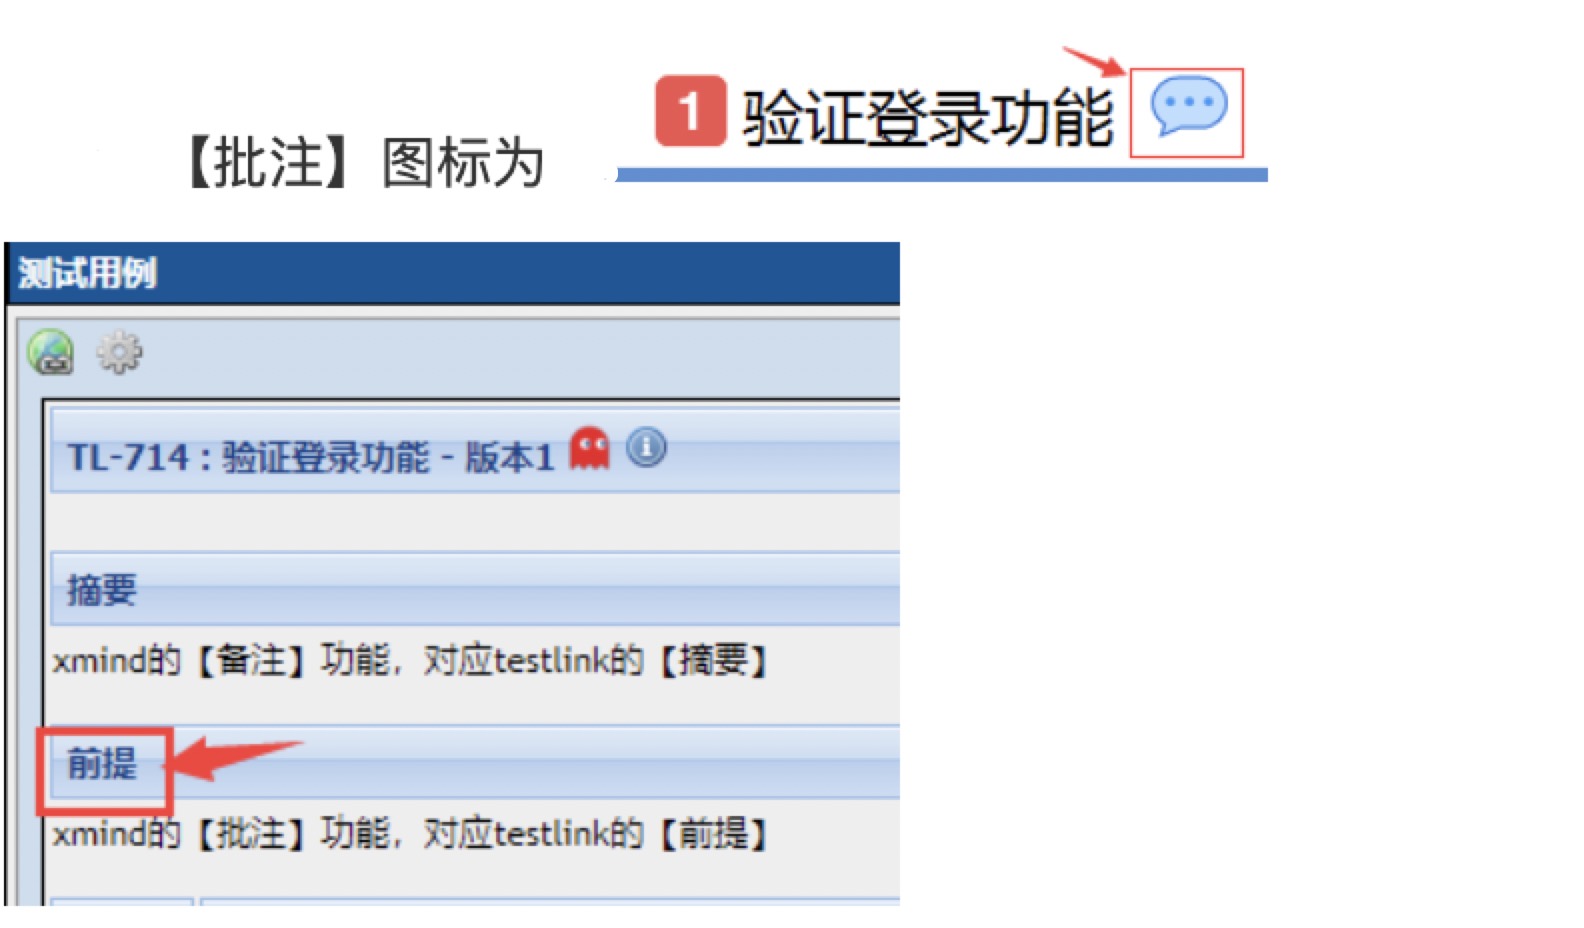 1 验证登录功能
【批注】图标为
测试用例
TL-714 : 验证登录功能 - 版本1
摘要
xmind的【备注】功能，对应testlink的【摘要】
前提
xmind的【批注】功能，对应testlink的【前提】